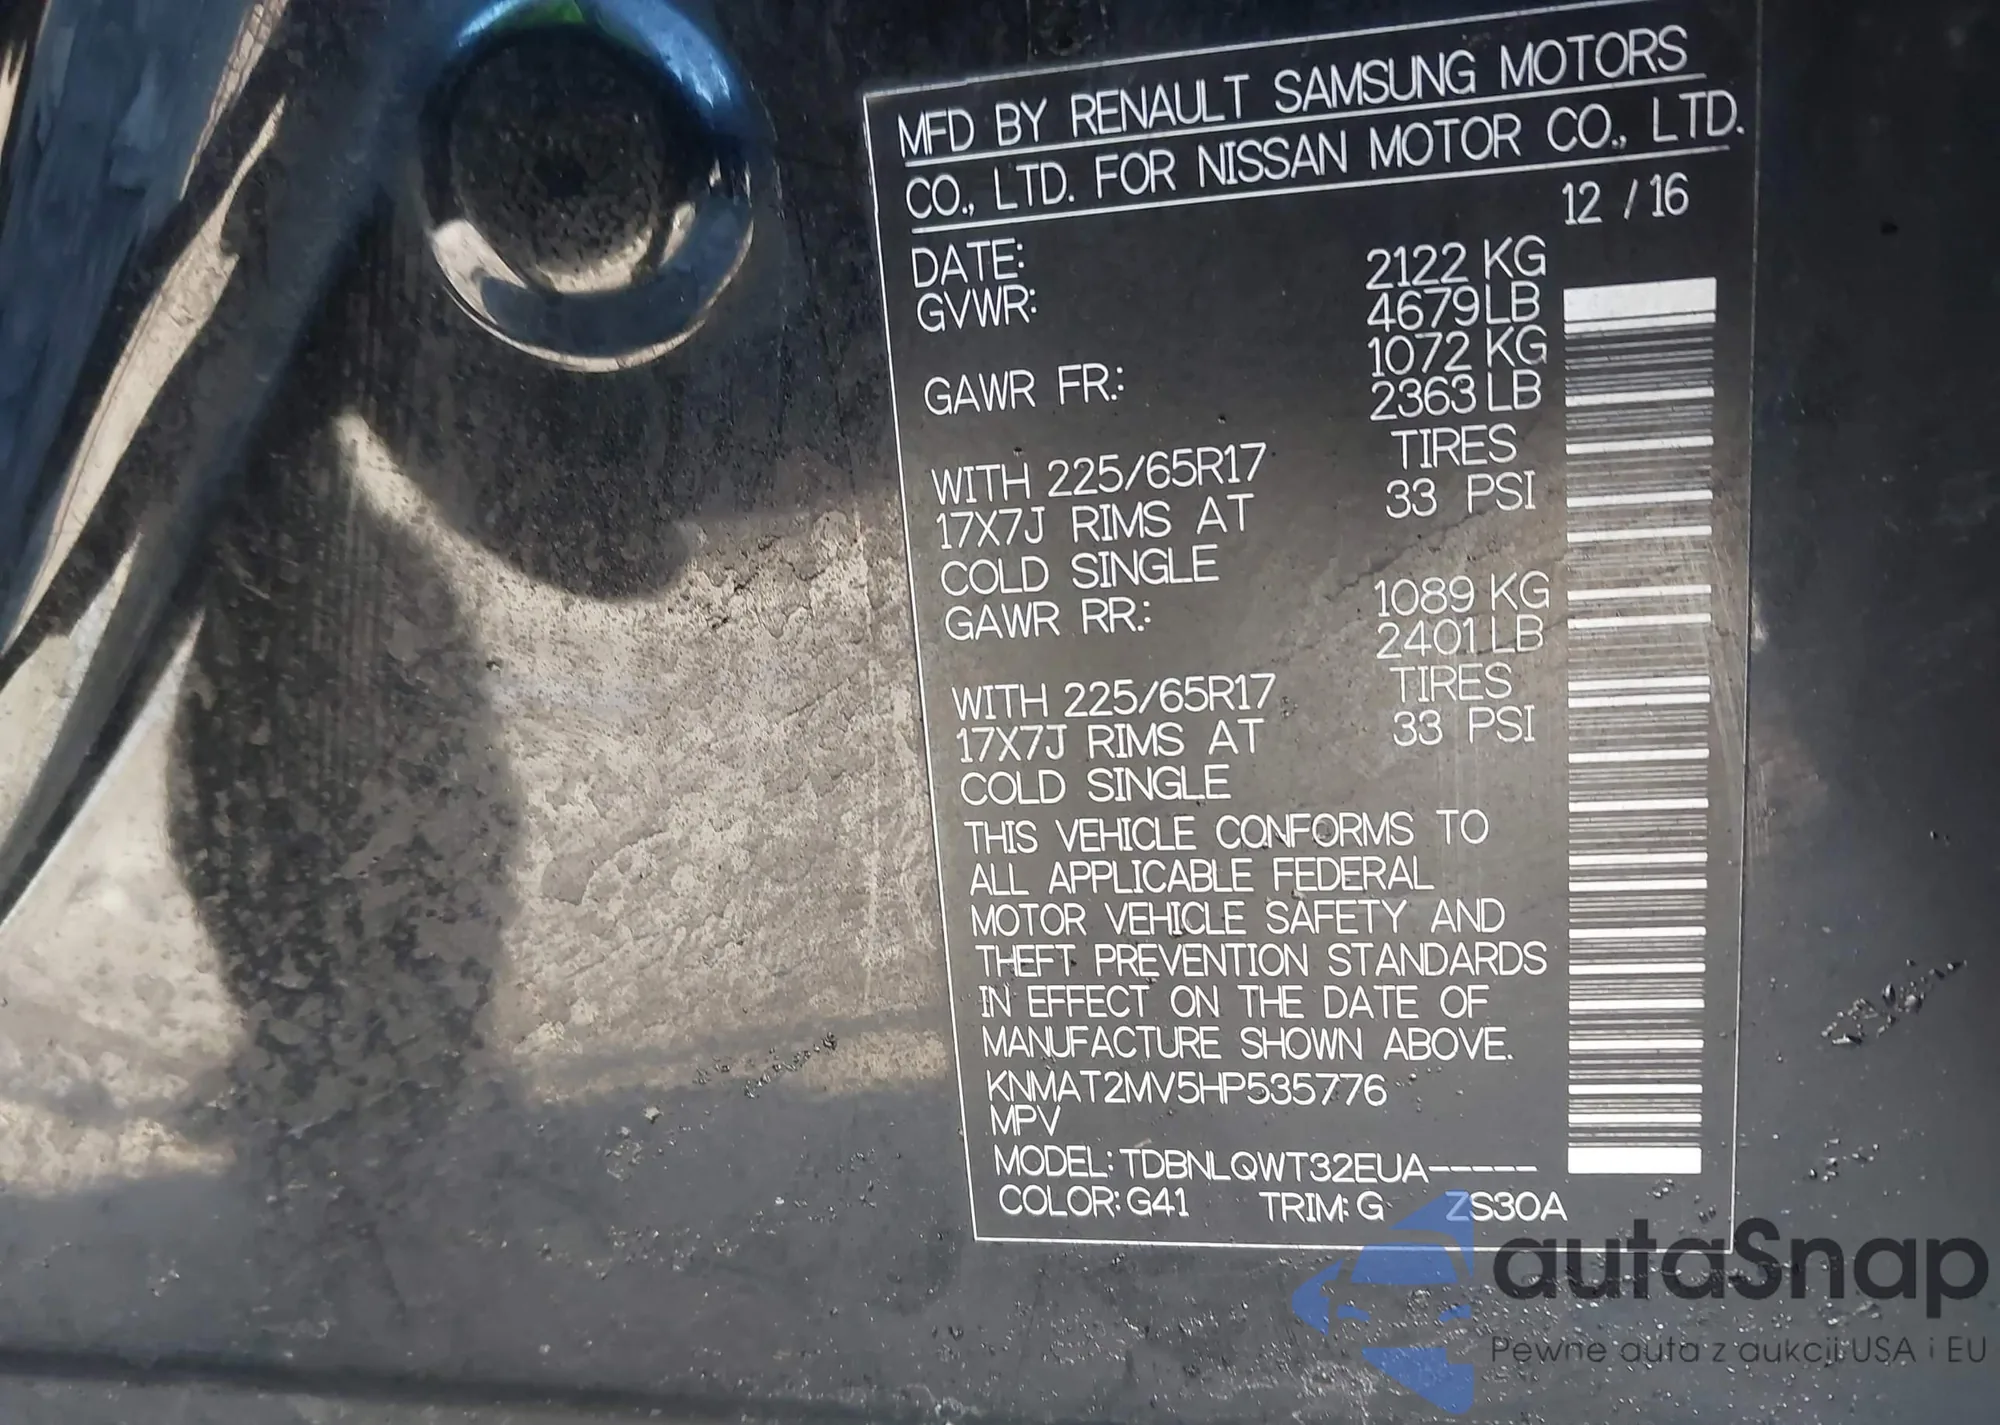 MFD BY RENAULT SAMSUNG MOTORS
CO., LTD. FOR NISSAN MOTOR CO., LTD.
DATE: 12 / 16
GVWR: 2122 KG
4679 LB
GAWR FR.: 1072 KG
2363 LB
WITH 225/65R17 TIRES
17X7J RIMS AT 33 PSI
COLD SINGLE
GAWR RR.: 1089 KG
2401 LB
WITH 225/65R17 TIRES
17X7J RIMS AT 33 PSI
COLD SINGLE
THIS VEHICLE CONFORMS TO
ALL APPLICABLE FEDERAL
MOTOR VEHICLE SAFETY AND
THEFT PREVENTION STANDARDS
IN EFFECT ON THE DATE OF
MANUFACTURE SHOWN ABOVE.
KNMAT2MV5HP535776
MPV
MODEL: TDBNLQWT32EUA-----
COLOR: G41 TRIM: G ZS30A
autaSnap
Pewne auta z aukcji USA i EU